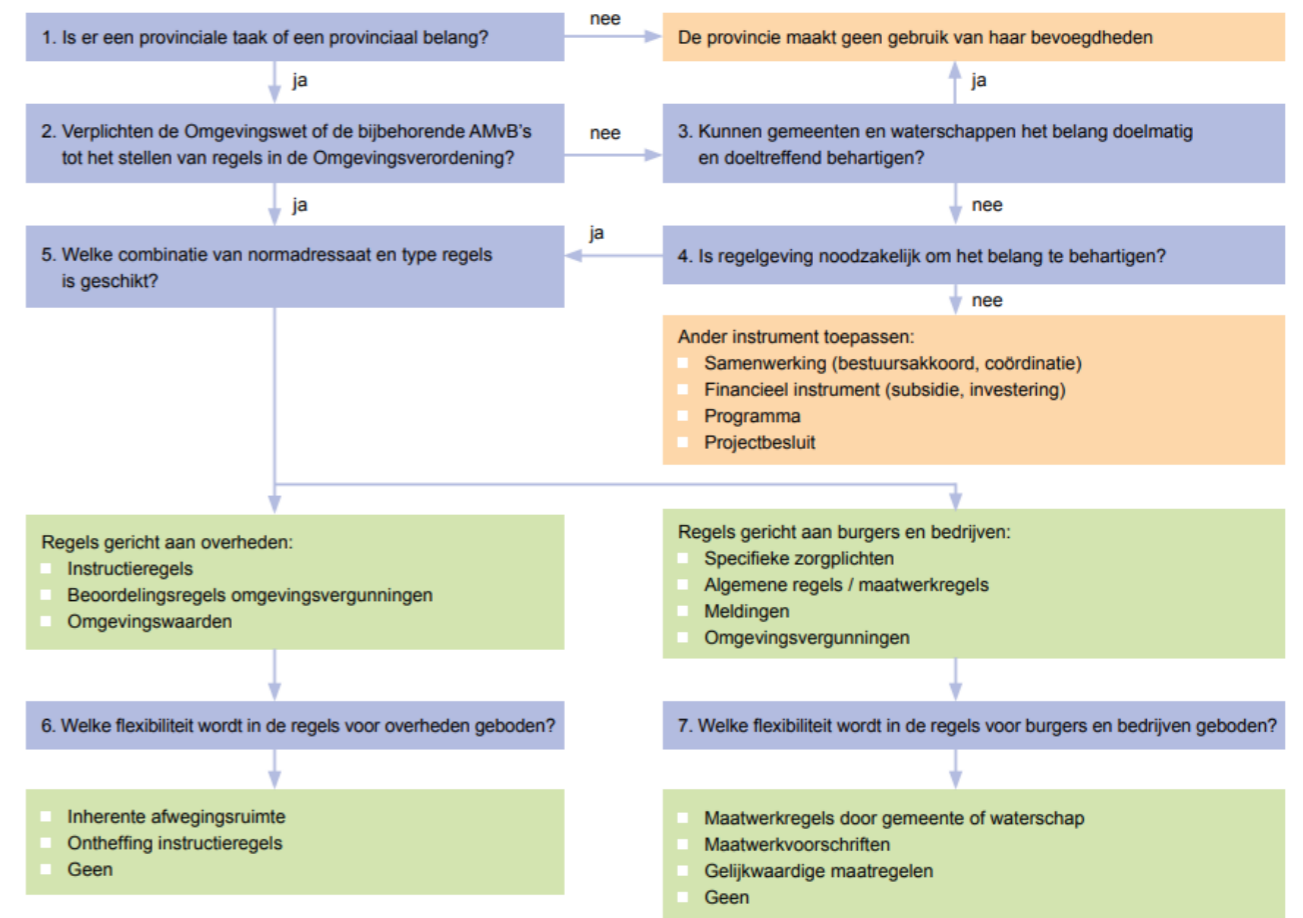 nee
1. Is er een provinciale taak of een provinciaal belang?
De provincie maakt geen gebruik van haar bevoegdheden
ja
ja
2. Verplichten de Omgevingswet of de bijbehorende AMvB's
tot het stellen van regels in de Omgevingsverordening?
nee
3. Kunnen gemeenten en waterschappen het belang doelmatig
en doeltreffend behartigen?
ja
nee
5. Welke combinatie van normadressaat en type regels
is geschikt?
ja
4. Is regelgeving noodzakelijk om het belang te behartigen?
nee
Ander instrument toepassen:
Samenwerking (bestuursakkoord, coördinatie)
Financieel instrument (subsidie, investering)
Programma
Projectbesluit
Regels gericht aan overheden:
Instructieregels
Beoordelingsregels omgevingsvergunningen
Omgevingswaarden
Regels gericht aan burgers en bedrijven:
Specifieke zorgplichten
Algemene regels / maatwerkregels
Meldingen
Omgevingsvergunningen
6. Welke flexibiliteit wordt in de regels voor overheden geboden?
7. Welke flexibiliteit wordt in de regels voor burgers en bedrijven geboden?
Inherente afwegingsruimte
Ontheffing instructieregels
Geen
Maatwerkregels door gemeente of waterschap
Maatwerkvoorschriften
Gelijkwaardige maatregelen
Geen